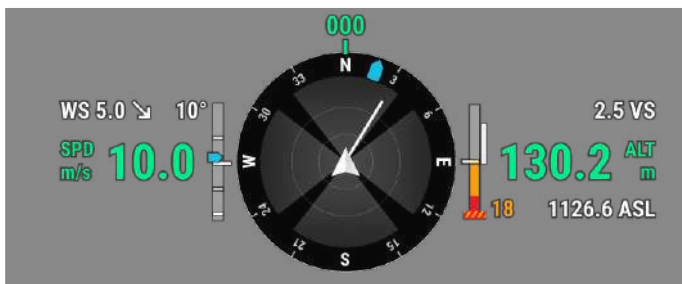 000
WS 5.0 ↘ 10°
SPD
m/s
10.0
N
3
6
E
12
15
S
21
24
W
30
33
2.5 VS
130.2
ALT
m
18
1126.6 ASL